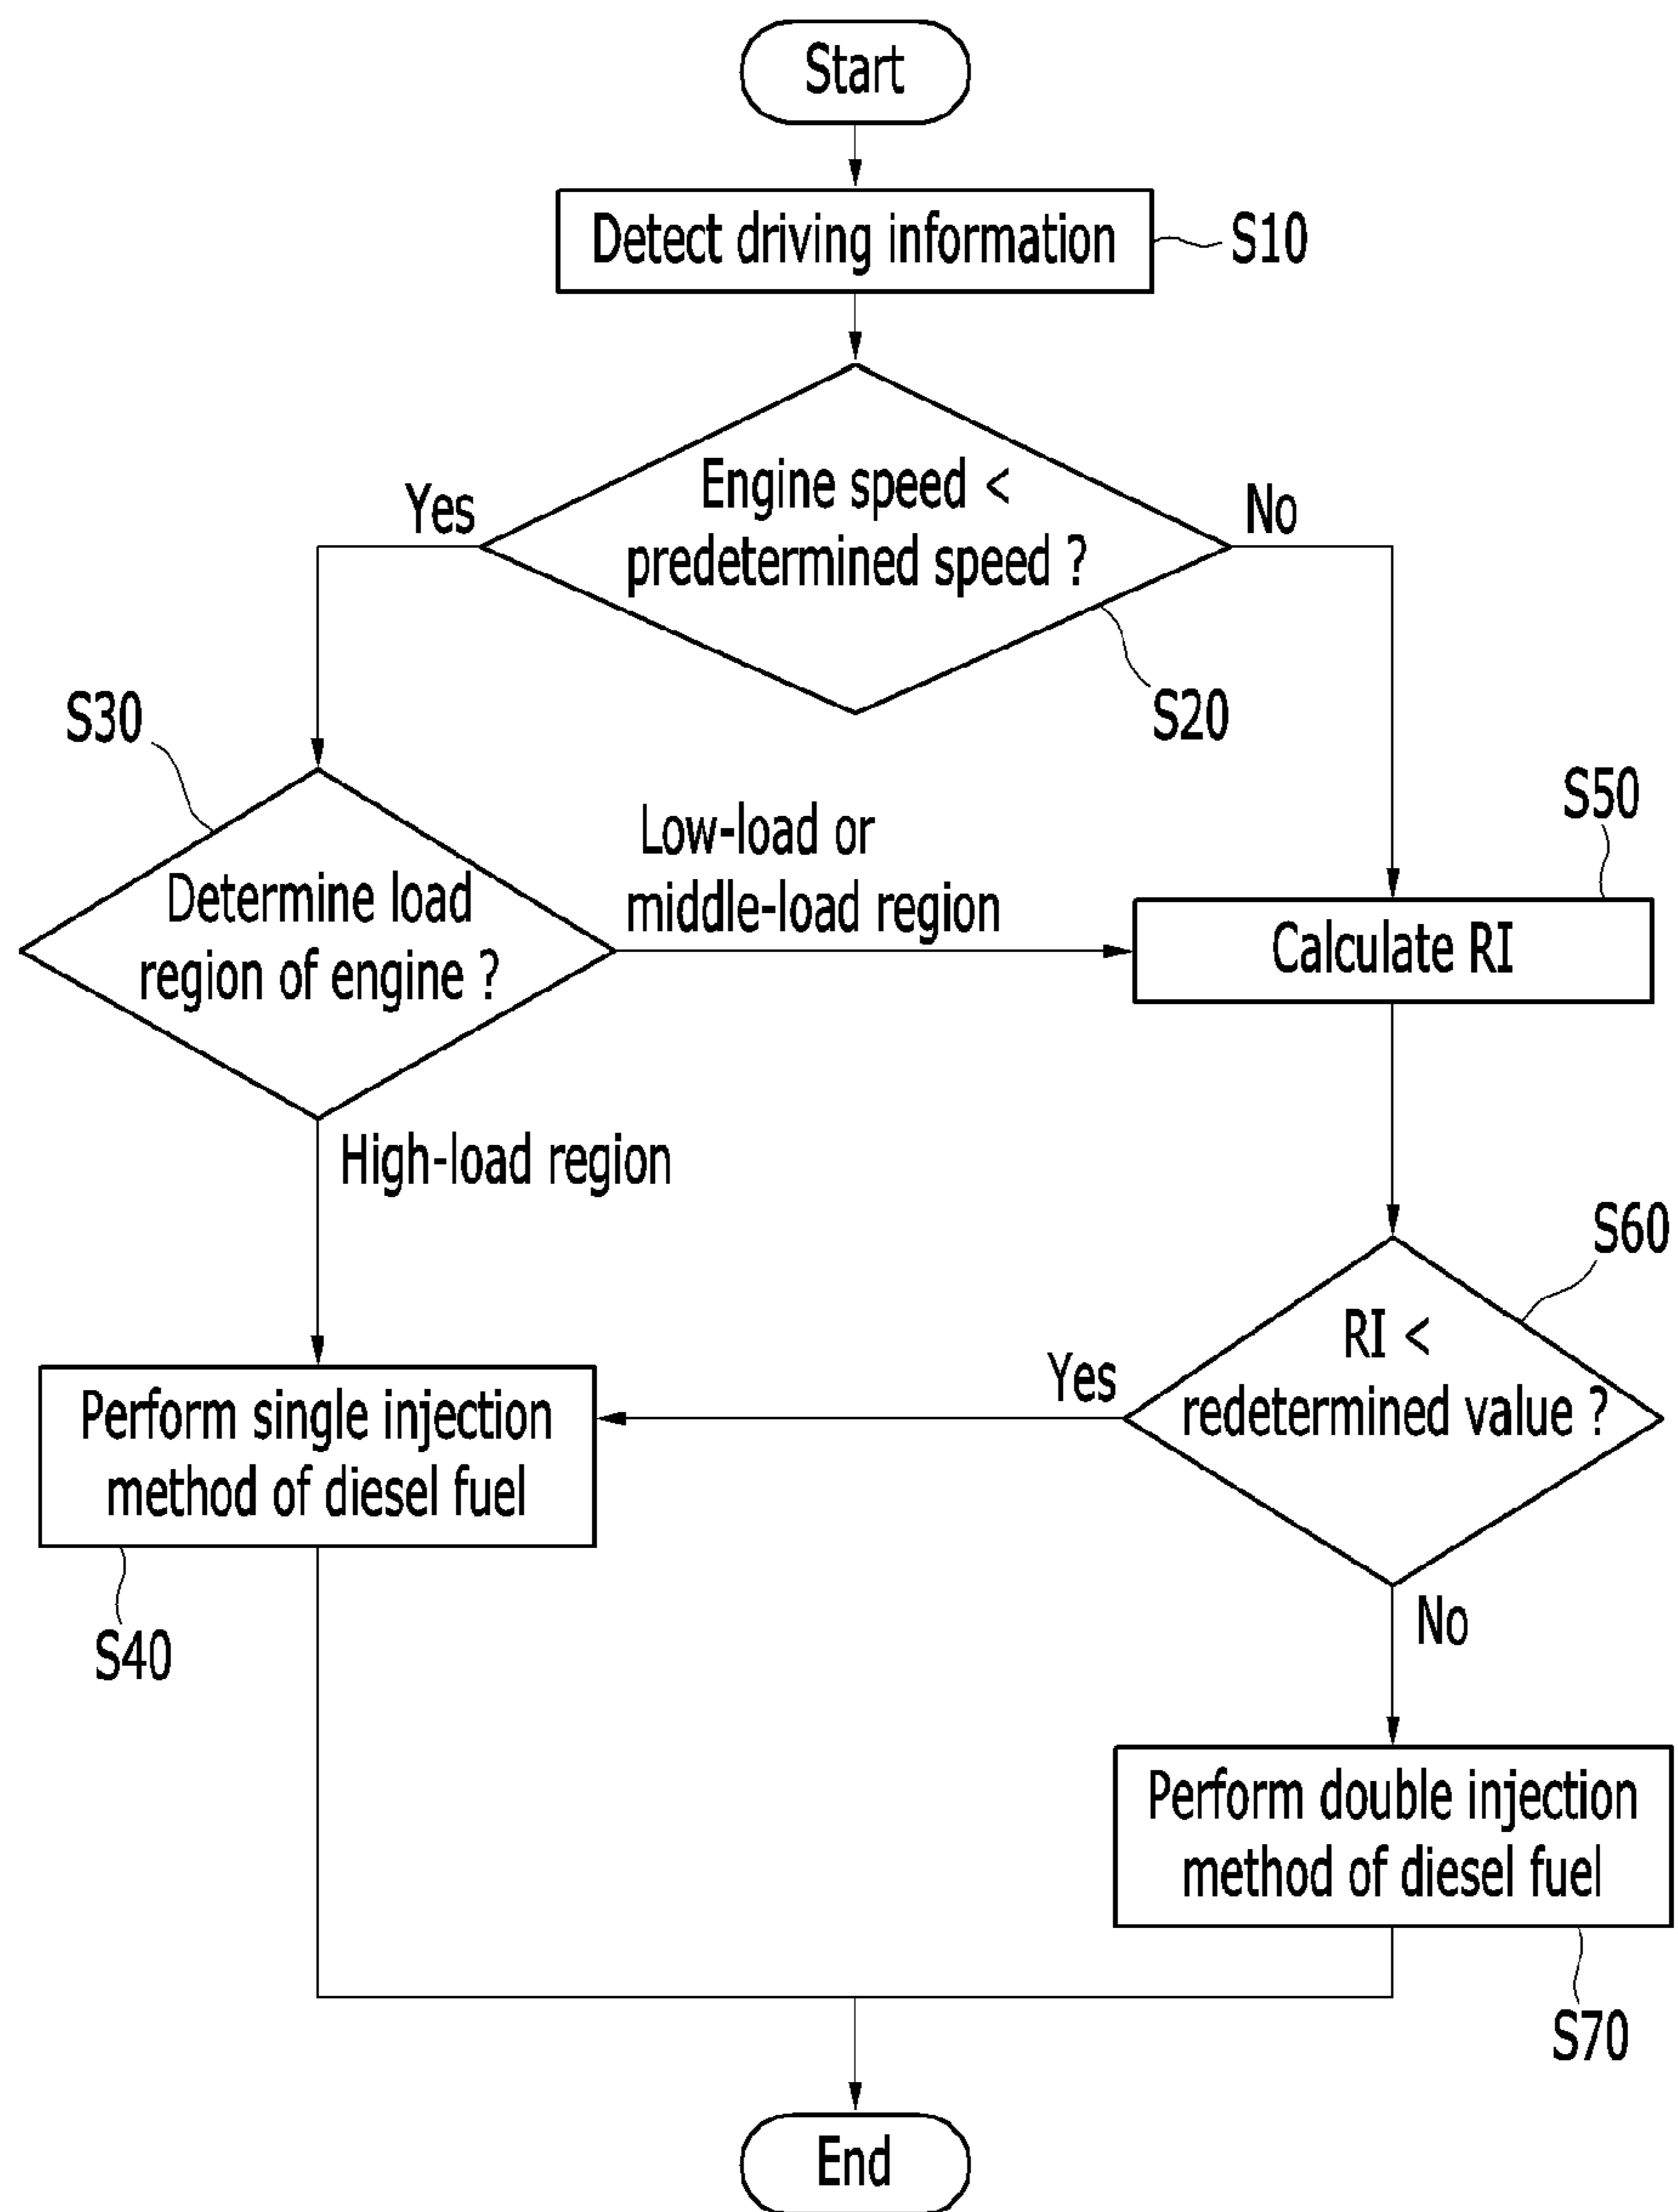 Start
Detect driving information
S10
Engine speed <
predetermined speed ?
Yes
No
S20
S30
Determine load
region of engine ?
Low-load or
middle-load region
S50
Calculate RI
High-load region
S60
RI <
redetermined value ?
Yes
No
Perform single injection
method of diesel fuel
S40
Perform double injection
method of diesel fuel
S70
End